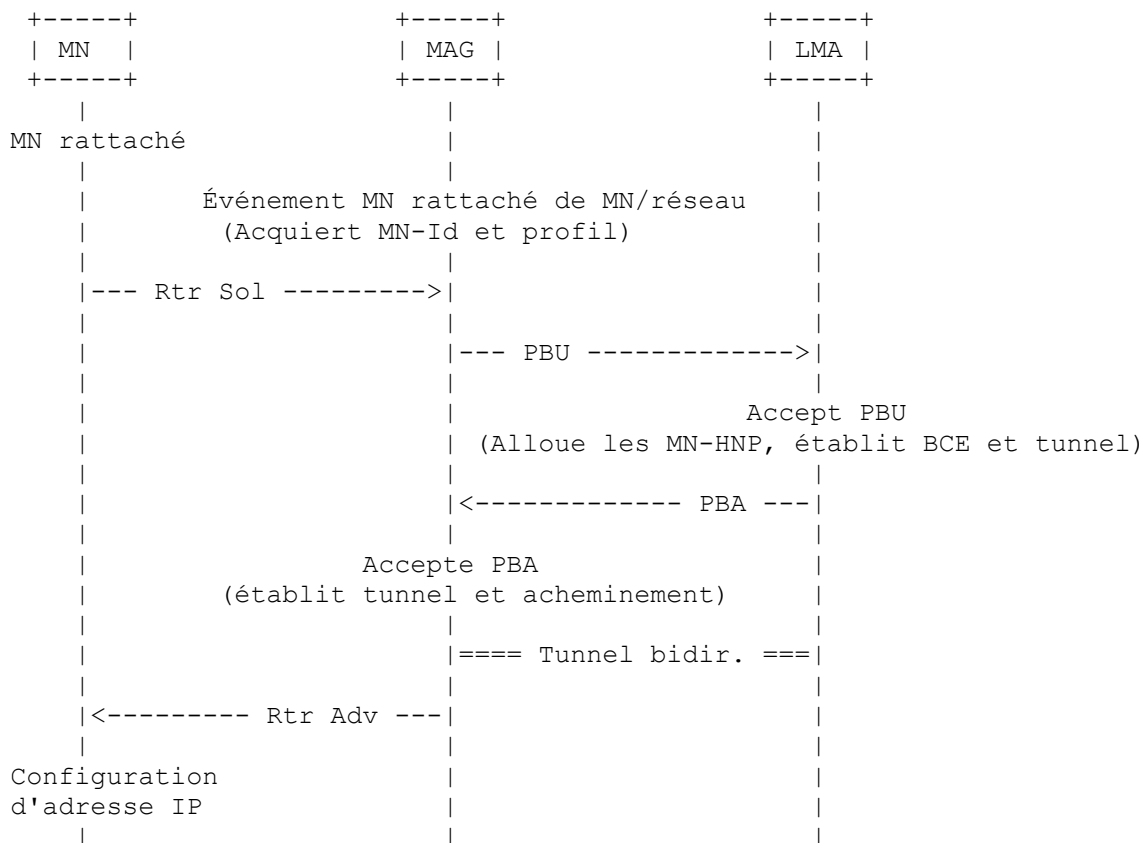 +-----+ +-----+ +-----+
| MN | | MAG | | LMA |
+-----+ +-----+ +-----+
| | |
MN rattaché | |
| | |
| Événement MN rattaché de MN/réseau |
| (Acquiert MN-Id et profil) |
| | |
|--- Rtr Sol --------->| |
| | |
| |--- PBU ------------->|
| | |
| | Accept PBU
| | (Alloue les MN-HNP, établit BCE et tunnel)
| | |
| |<------------- PBA ---|
| | |
| Accepte PBA |
| (établit tunnel et acheminement) |
| | |
| |==== Tunnel bidir. ===|
| | |
|<--------- Rtr Adv ---| |
| | |
Configuration | |
d'adresse IP | |
| | |